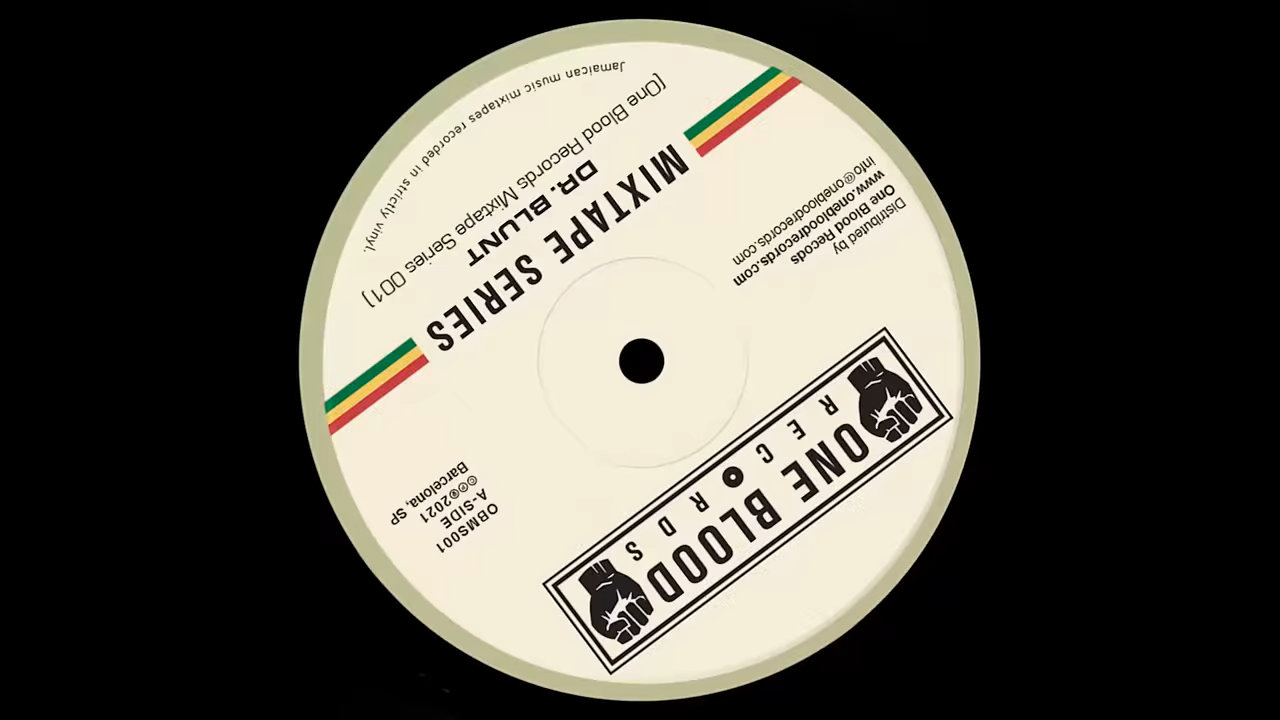 ONE BLOOD
RECORDS
OBMS001
A-SIDE
©℗®2021
Barcelona, SP
Distributed by
One Blood Recods
www.onebloodrecords.com
info@onebloodrecords.com
MIXTAPE SERIES
DR. BLUNT
(One Blood Records Mixtape Series 001)
Jamaican music mixtapes recorded in strictly vinyl.